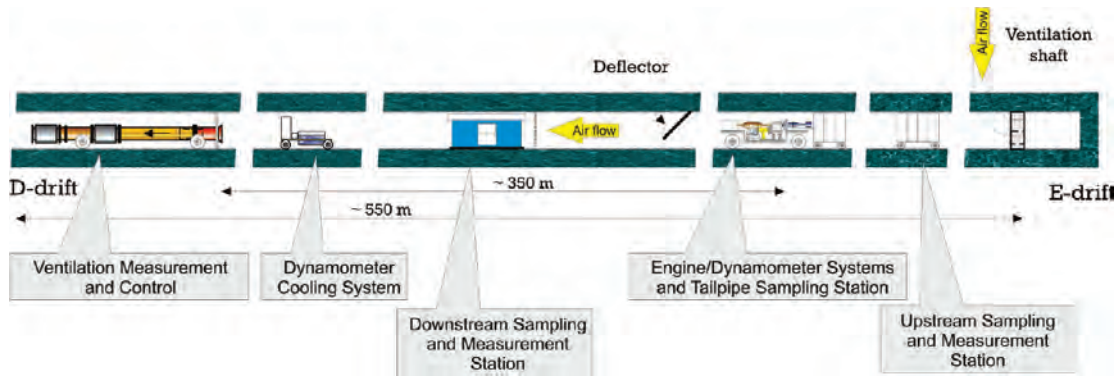 Air flow
Ventilation
shaft
Deflector
Air flow
D-drift
~ 350 m
E-drift
~ 550 m
Ventilation Measurement
and Control
Dynamometer
Cooling System
Engine/Dynamometer Systems
and Tailpipe Sampling Station
Downstream Sampling
and Measurement
Station
Upstream Sampling
and Measurement
Station